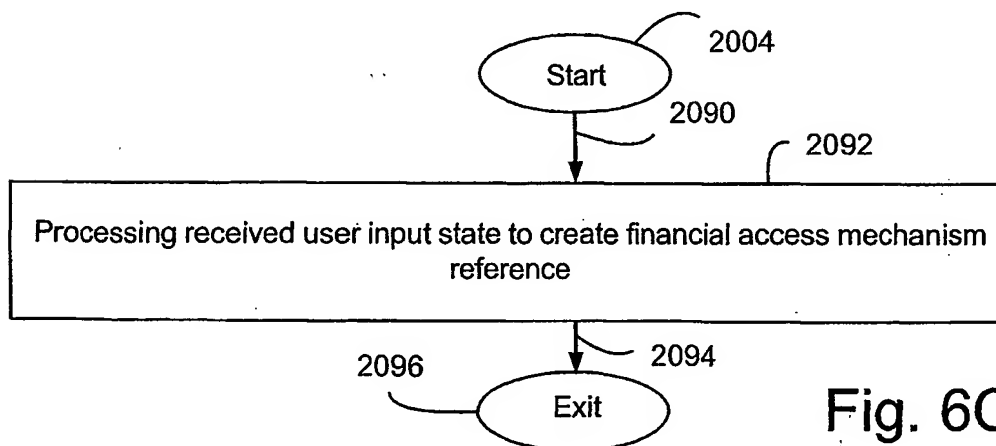 2004
Start
2090
2092
Processing received user input state to create financial access mechanism
reference
2094
2096
Exit